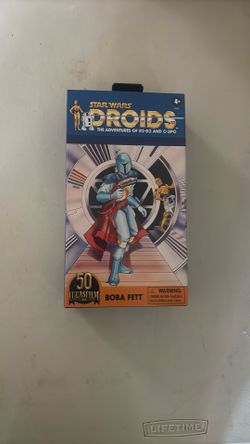 STAR WARS
DROIDS
THE ADVENTURES OF R2-D2 AND C-3PO
4+
50
LUCASFILM
BOBA FETT
WARNING:
LIFETIME